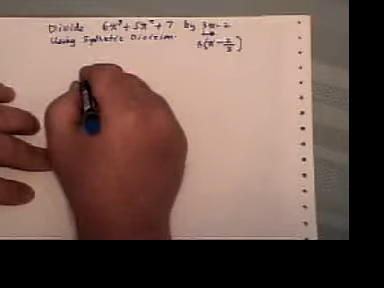 Divide 6x³ + 5x² + 7 by 3x - 2
Using Synthetic Division.
3(x - 2/3)